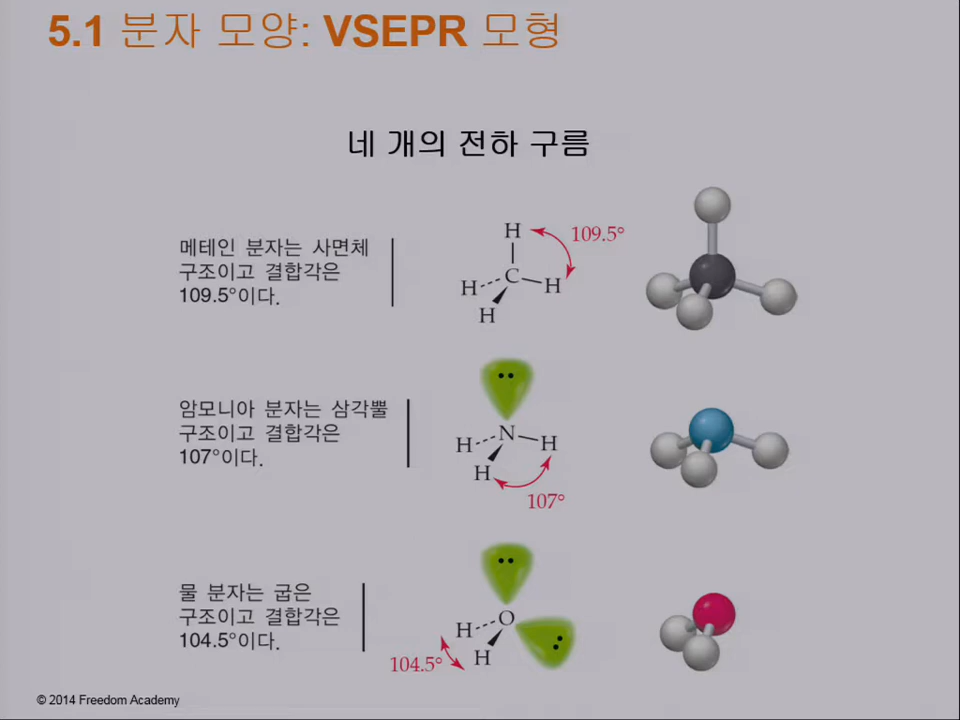 5.1 분자 모양: VSEPR 모형
네 개의 전하 구름
메테인 분자는 사면체
구조이고 결합각은
109.5°이다.
H
109.5°
C
H
H
H
암모니아 분자는 삼각뿔
구조이고 결합각은
107°이다.
N
H
H
H
107°
물 분자는 굽은
구조이고 결합각은
104.5°이다.
O
H
H
104.5°
© 2014 Freedom Academy